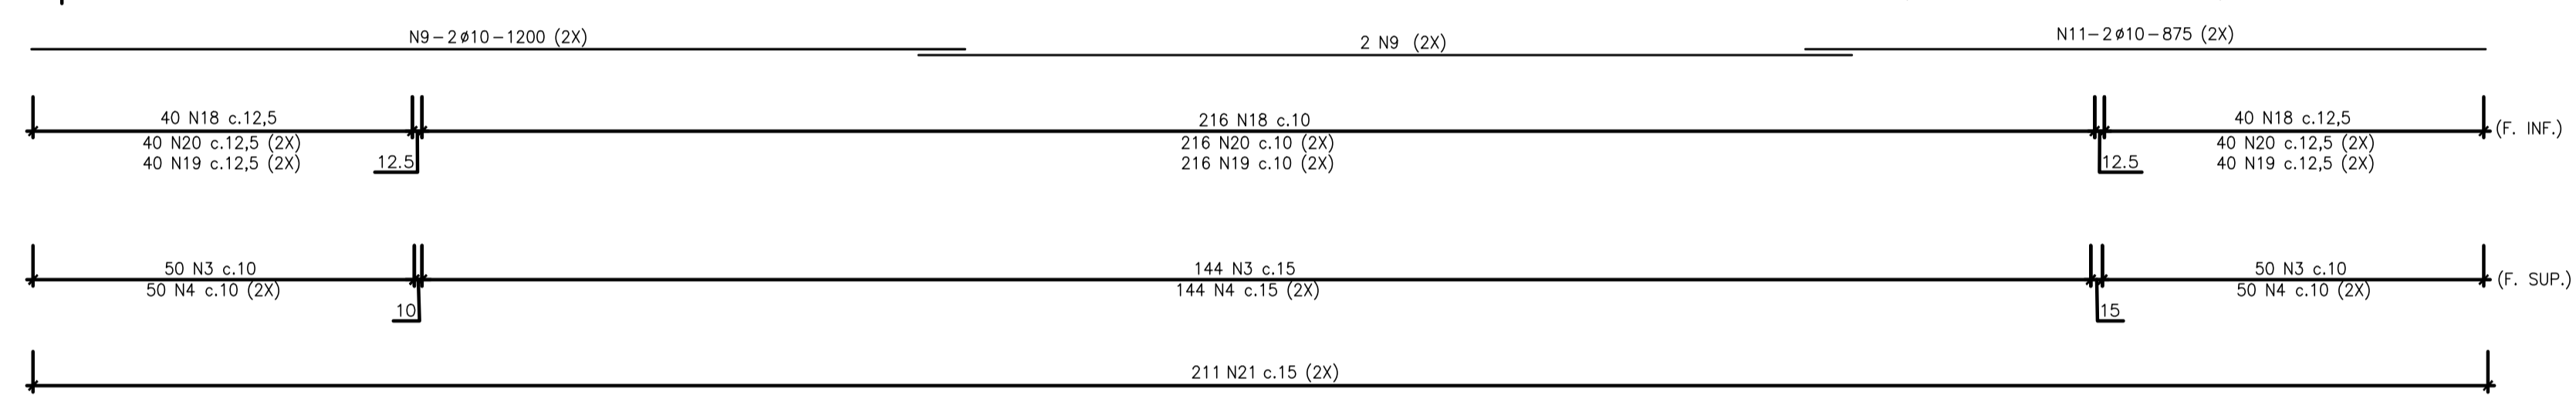 N9-2ø10-1200 (2X)
2 N9 (2X)
N11-2ø10-875 (2X)
40 N18 c.12,5
216 N18 c.10
40 N18 c.12,5
(F. INF.)
40 N20 c.12,5 (2X)
216 N20 c.10 (2X)
40 N20 c.12,5 (2X)
40 N19 c.12,5 (2X)
12.5
216 N19 c.10 (2X)
12.5
40 N19 c.12,5 (2X)
50 N3 c.10
144 N3 c.15
50 N3 c.10
(F. SUP.)
50 N4 c.10 (2X)
144 N4 c.15 (2X)
50 N4 c.10 (2X)
10
15
211 N21 c.15 (2X)